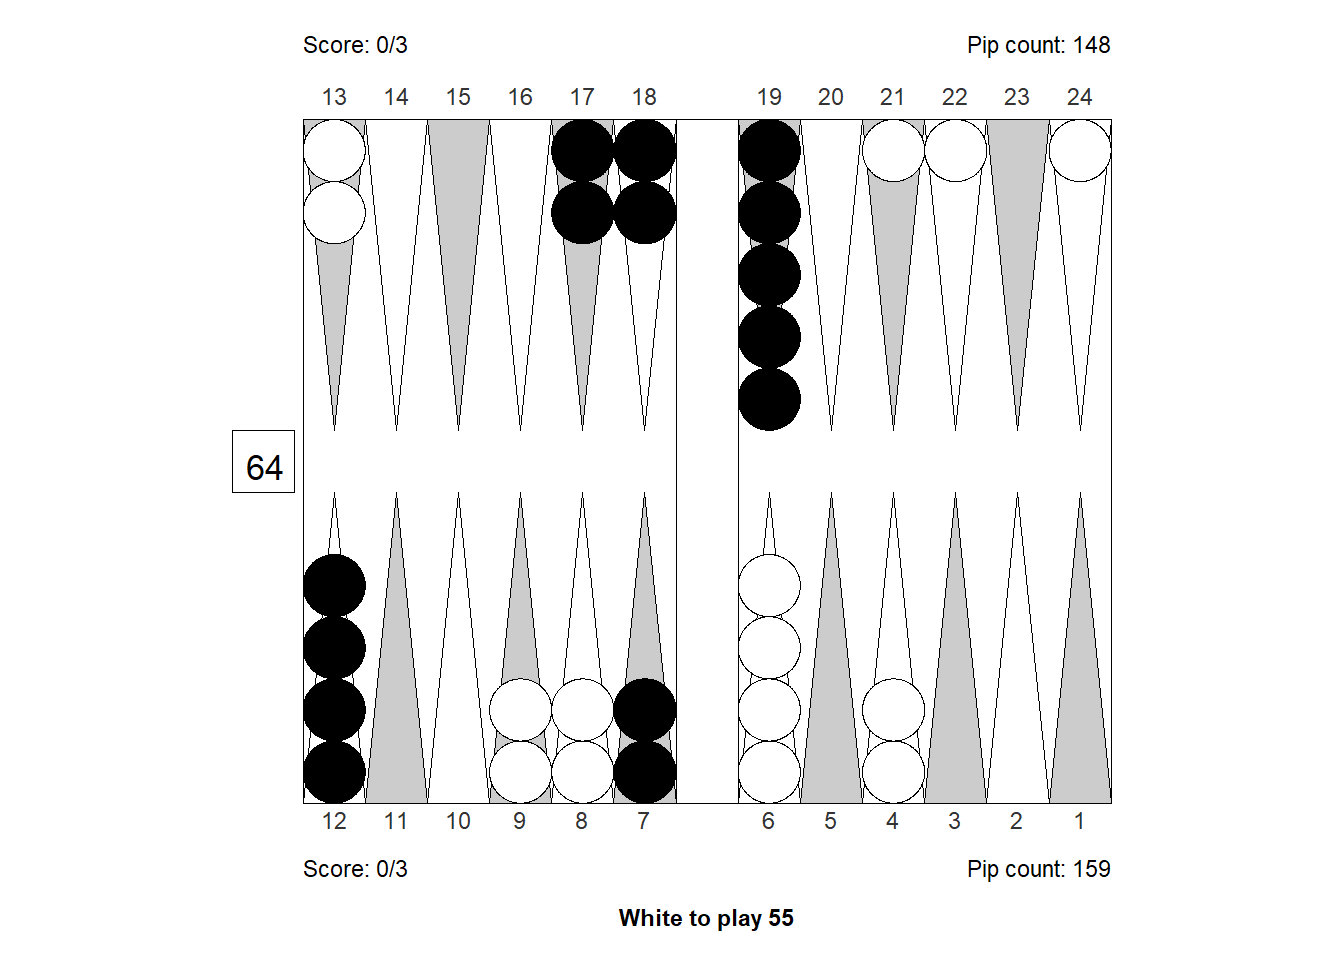 Score: 0/3 Pip count: 148
13 14 15 16 17 18 19 20 21 22 23 24
64
12 11 10 9 8 7 6 5 4 3 2 1
Score: 0/3 Pip count: 159
White to play 55